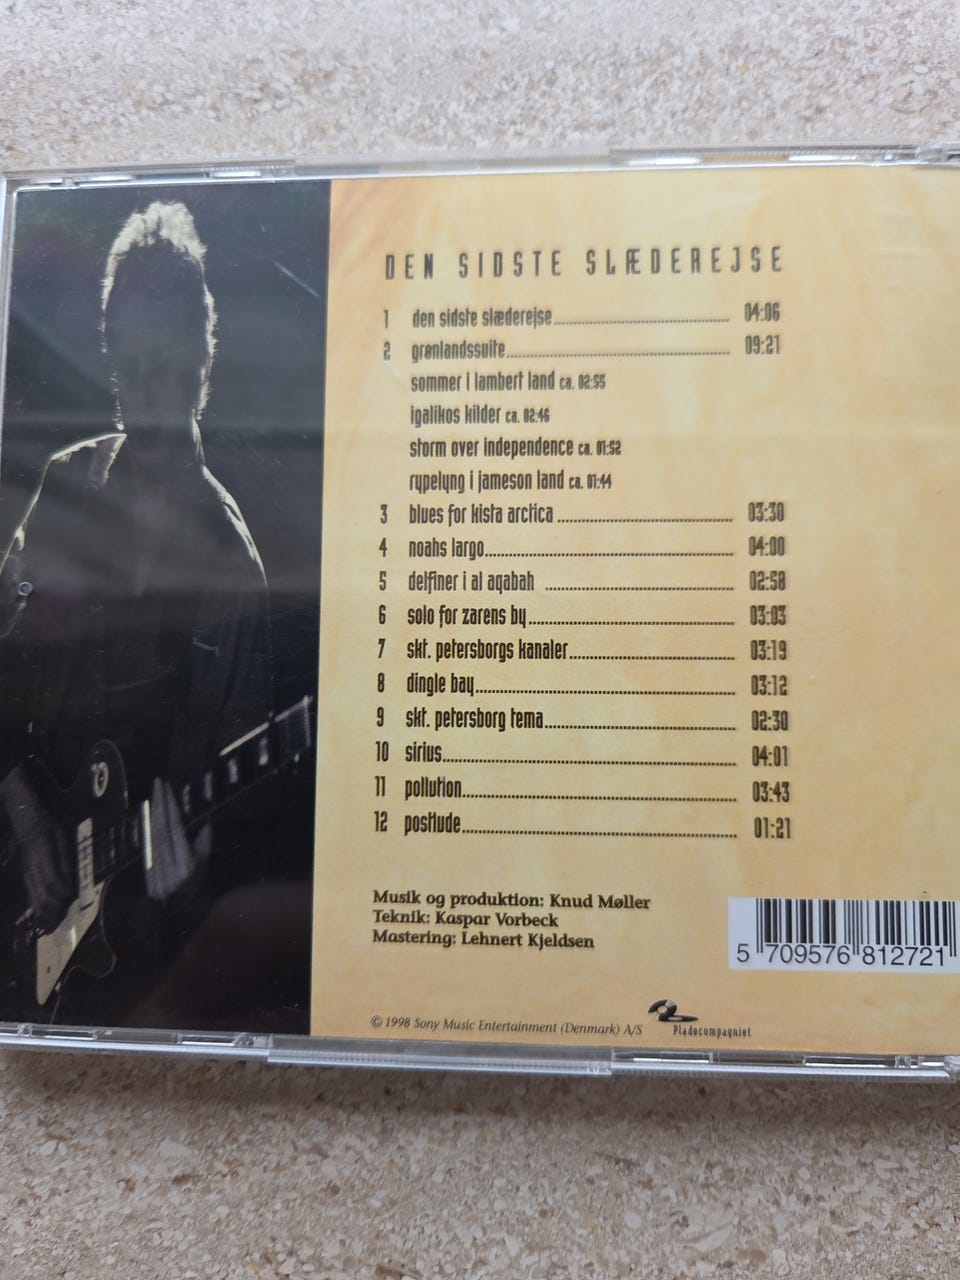 DEN SIDSTE SLÆDEREJSE
1 den sidste slæderejse 04:06
2 grønlandssuite 09:21
sommer i lambert land ca. 02:55
igalikos kilder ca. 02:46
storm over independence ca. 01:52
rypelyng i jameson land ca. 01:44
3 blues for kista arctica 03:30
4 noahs largo 04:00
5 delfiner i al aqabah 02:58
6 solo for zarens by 03:03
7 skt. petersborgs kanaler 03:19
8 dingle bay 03:12
9 skt. petersborg tema 02:30
10 sirius 04:01
11 pollution 03:43
12 postlude 01:21
Musik og produktion: Knud Møller
Teknik: Kaspar Vorbeck
Mastering: Lehnert Kjeldsen
5 709576 812721
© 1998 Sony Music Entertainment (Denmark) A/S Pladecompagniet